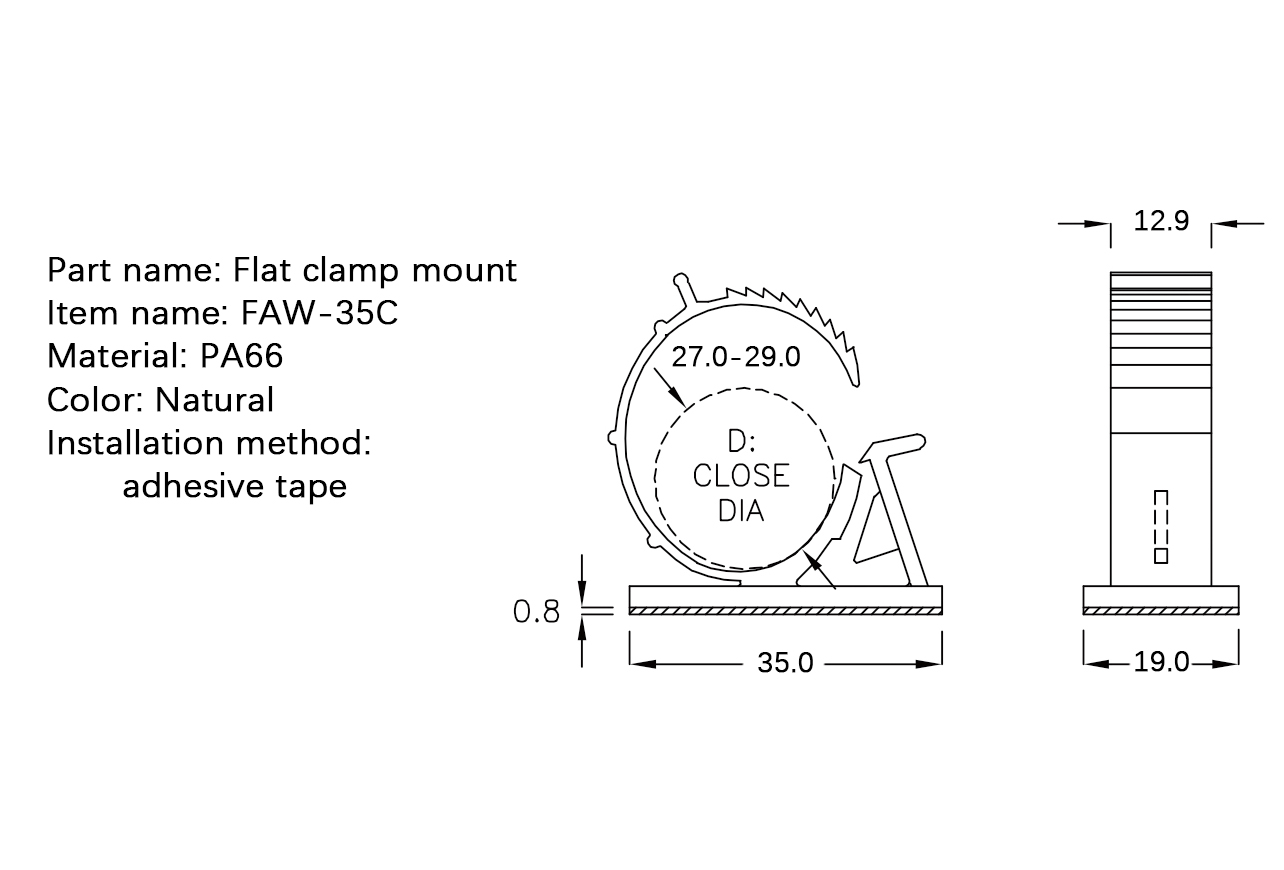 Part name: Flat clamp mount
Item name: FAW-35C
Material: PA66
Color: Natural
Installation method:
adhesive tape
27.0-29.0
D:
CLOSE
DIA
0.8
35.0
12.9
19.0